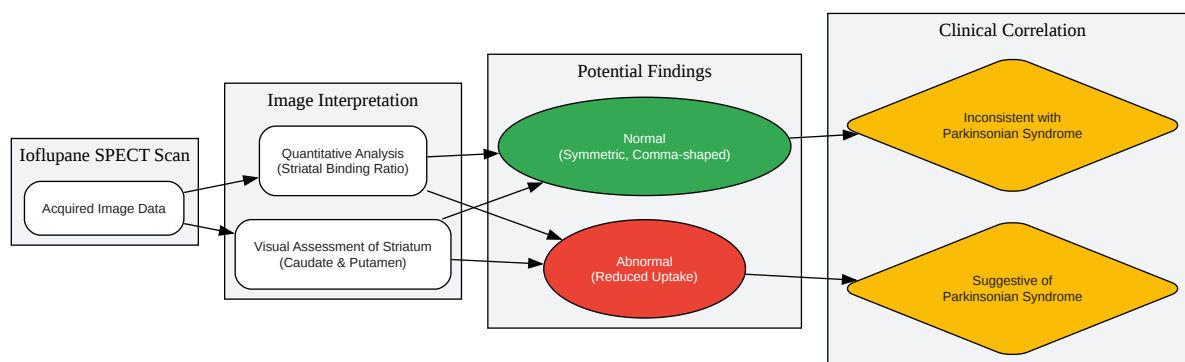 Ioflupane SPECT Scan
Acquired Image Data
Image Interpretation
Quantitative Analysis
(Striatal Binding Ratio)
Visual Assessment of Striatum
(Caudate & Putamen)
Potential Findings
Normal
(Symmetric, Comma-shaped)
Abnormal
(Reduced Uptake)
Clinical Correlation
Inconsistent with
Parkinsonian Syndrome
Suggestive of
Parkinsonian Syndrome